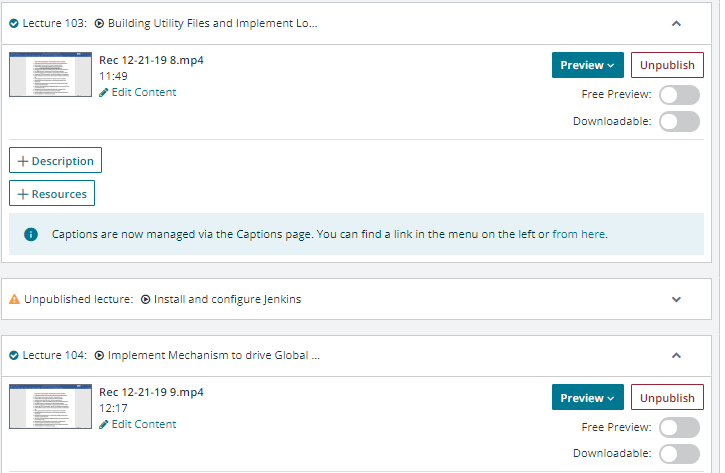 Lecture 103: Building Utility Files and Implement Lo...
Rec 12-21-19 8.mp4
11:49
Edit Content
Preview
Unpublish
Free Preview:
Downloadable:
+ Description
+ Resources
Captions are now managed via the Captions page. You can find a link in the menu on the left or from here.
Unpublished lecture: Install and configure Jenkins
Lecture 104: Implement Mechanism to drive Global ...
Rec 12-21-19 9.mp4
12:17
Edit Content
Preview
Unpublish
Free Preview:
Downloadable: